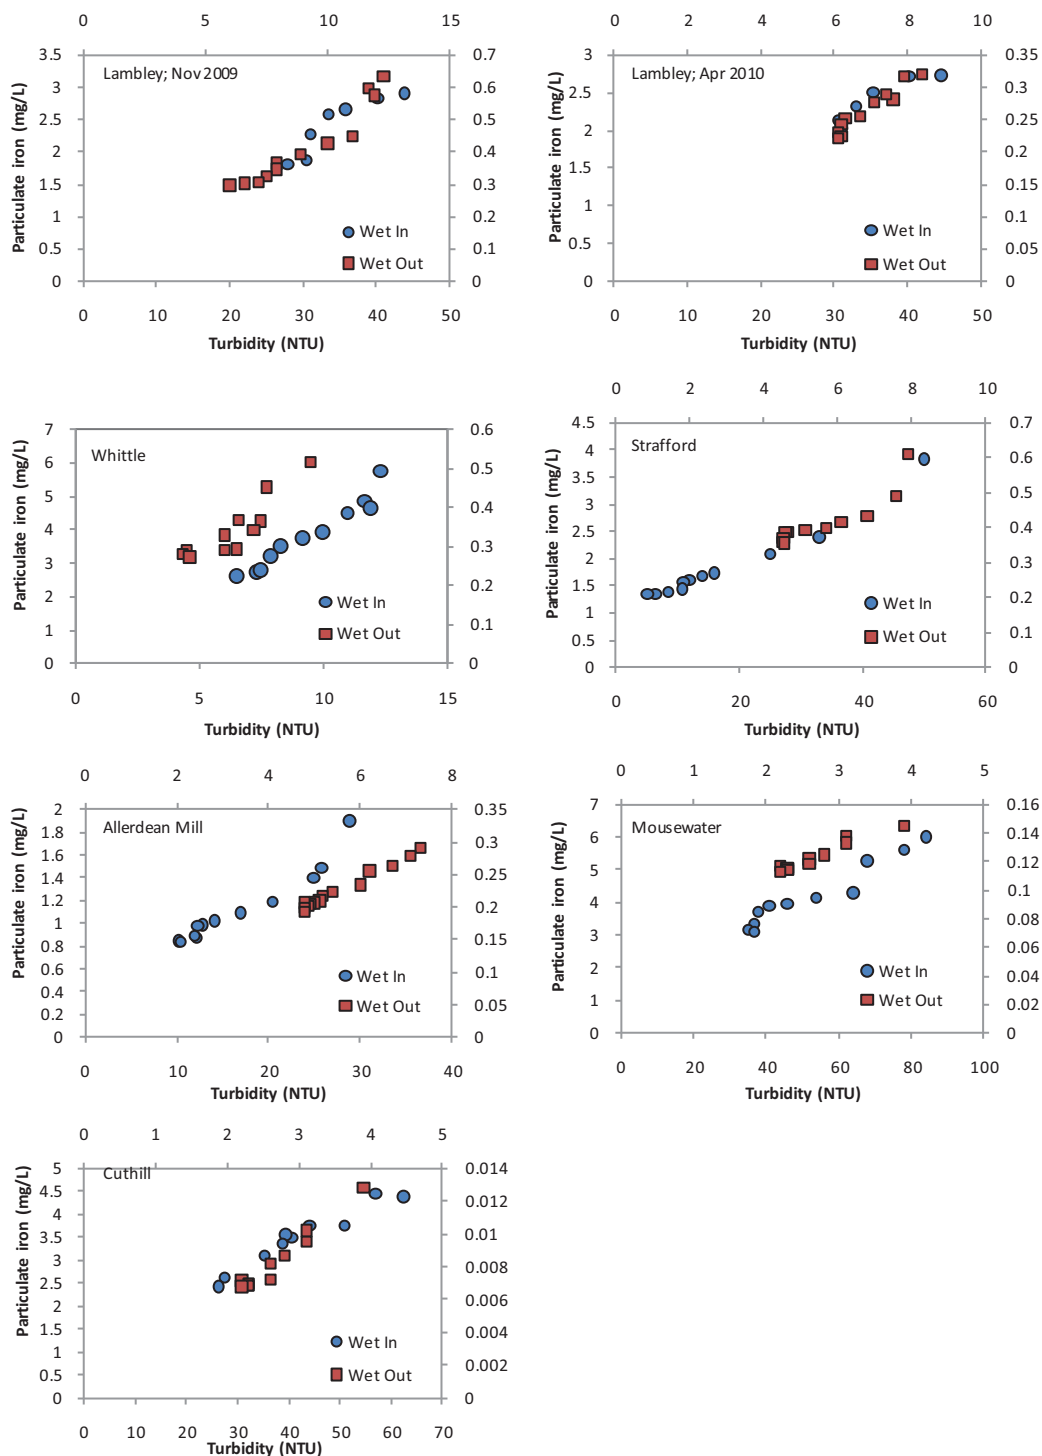 0 5 10 15
3.5 3 2.5 2 1.5 1 0.5 0
Particulate iron (mg/L)
Lambley; Nov 2009
Wet In
Wet Out
0.7 0.6 0.5 0.4 0.3 0.2 0.1 0
0 10 20 30 40 50
Turbidity (NTU)
0 2 4 6 8 10
3 2.5 2 1.5 1 0.5 0
Particulate iron (mg/L)
Lambley; Apr 2010
Wet In
Wet Out
0.35 0.3 0.25 0.2 0.15 0.1 0.05 0
0 10 20 30 40 50
Turbidity (NTU)
7 6 5 4 3 2 1 0
Particulate iron (mg/L)
Whittle
Wet In
Wet Out
0.6 0.5 0.4 0.3 0.2 0.1 0
0 5 10 15
Turbidity (NTU)
0 2 4 6 8 10
4.5 4 3.5 3 2.5 2 1.5 1 0.5 0
Particulate iron (mg/L)
Strafford
Wet In
Wet Out
0.7 0.6 0.5 0.4 0.3 0.2 0.1 0
0 20 40 60
Turbidity (NTU)
0 2 4 6 8
2 1.8 1.6 1.4 1.2 1 0.8 0.6 0.4 0.2 0
Particulate iron (mg/L)
Allerdean Mill
Wet In
Wet Out
0.35 0.3 0.25 0.2 0.15 0.1 0.05 0
0 10 20 30 40
Turbidity (NTU)
0 1 2 3 4 5
7 6 5 4 3 2 1 0
Particulate iron (mg/L)
Mousewater
Wet In
Wet Out
0.16 0.14 0.12 0.1 0.08 0.06 0.04 0.02 0
0 20 40 60 80 100
Turbidity (NTU)
0 1 2 3 4 5
5 4.5 4 3.5 3 2.5 2 1.5 1 0.5 0
Particulate iron (mg/L)
Cuthill
Wet In
Wet Out
0.014 0.012 0.01 0.008 0.006 0.004 0.002 0
0 10 20 30 40 50 60 70
Turbidity (NTU)